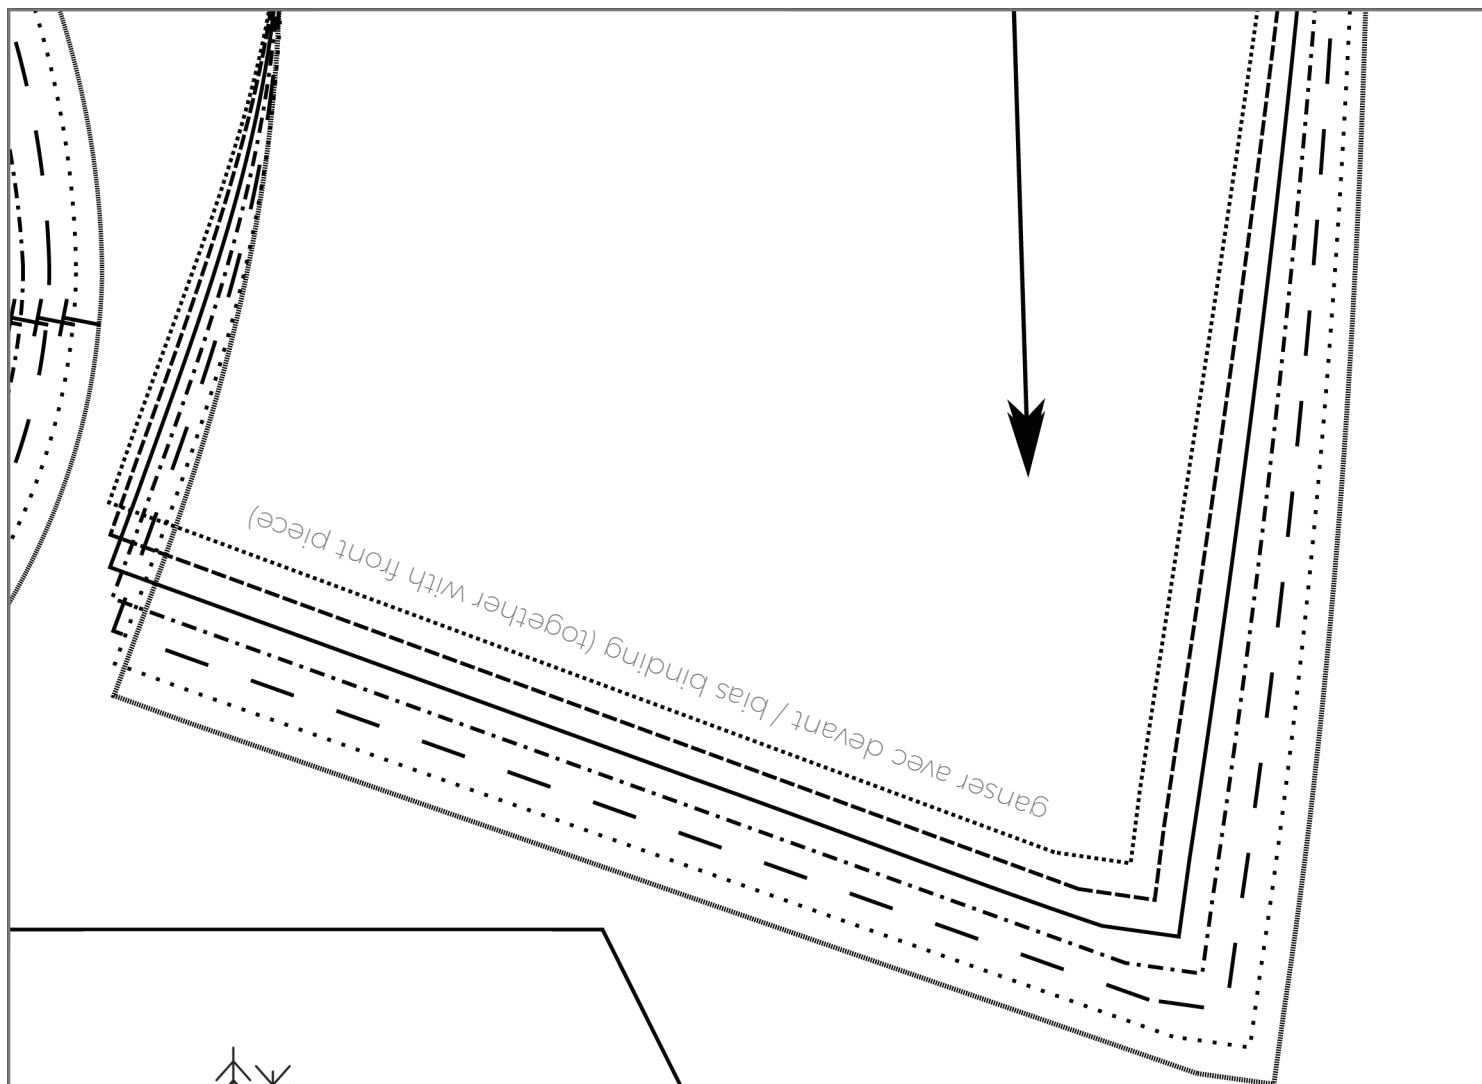 ganser avec devant / bias binding (together with front piece)